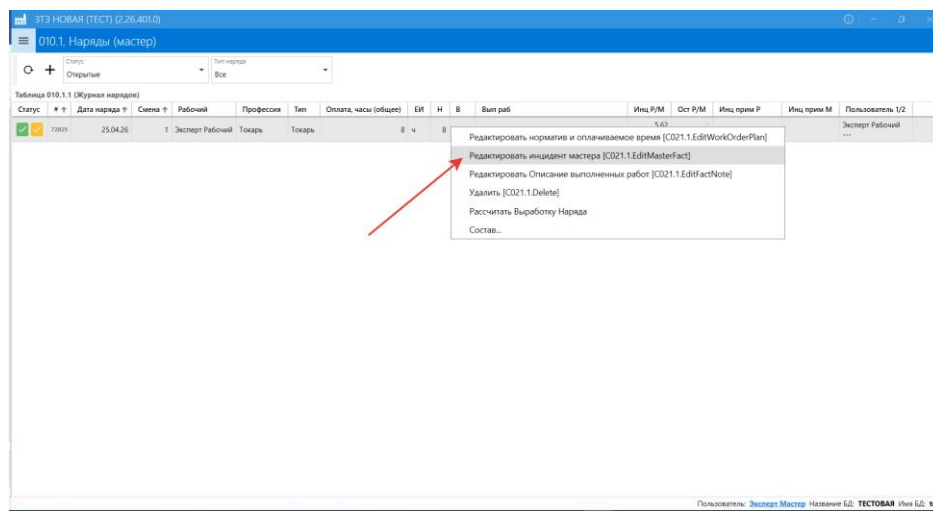 ЗТЗ НОВАЯ (ТЕСТ) (2.26.401.0)
010.1. Наряды (мастер)
Статус
Открытые
Тип наряда
Все
Таблица 010.1.1 (Журнал нарядов)
Статус # ↑ Дата наряда ↑ Смена ↑ Рабочий Профессия Тип Оплата, часы (общее) ЕИ Н В Вып раб Инц Р/М Ост Р/М Инц прим Р Инц прим М Пользователь 1/2
72025 25.04.26 1 Эксперт Рабочий Токарь Токарь 8 ч 8 5.62 Эксперт Рабочий
---
Редактировать норматив и оплачиваемое время [C021.1.EditWorkOrderPlan]
Редактировать инцидент мастера [C021.1.EditMasterFact]
Редактировать Описание выполненных работ [C021.1.EditFactNote]
Удалить [C021.1.Delete]
Рассчитать Выработку Наряда
Состав...
Пользователь: Эксперт Мастер Название БД: ТЕСТОВАЯ Имя БД: